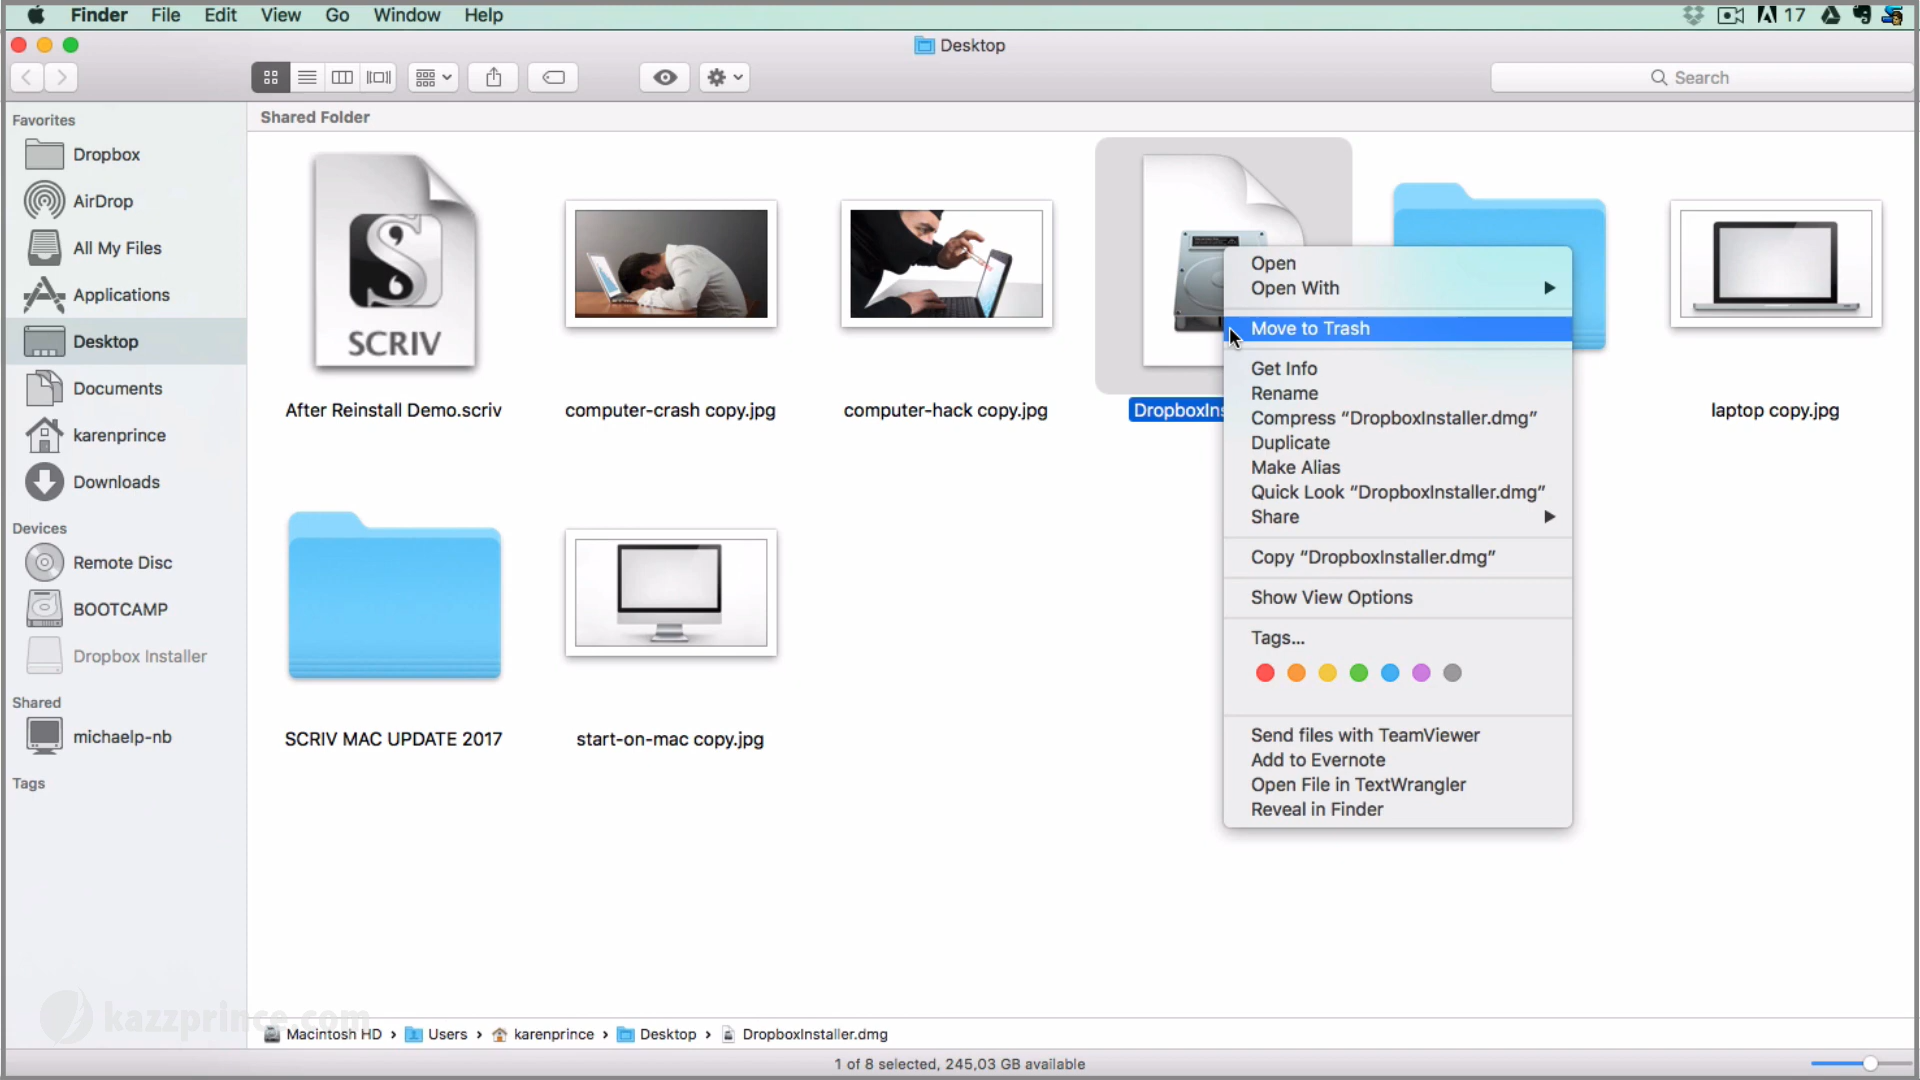 Finder File Edit View Go Window Help
17
Desktop
Search
Favorites
Dropbox
AirDrop
All My Files
Applications
Desktop
Documents
karenprince
Downloads
Devices
Remote Disc
BOOTCAMP
Dropbox Installer
Shared
michaelp-nb
Tags
Shared Folder
SCRIV
After Reinstall Demo.scriv
computer-crash copy.jpg
computer-hack copy.jpg
DropboxIns
laptop copy.jpg
SCRIV MAC UPDATE 2017
start-on-mac copy.jpg
Open
Open With
Move to Trash
Get Info
Rename
Compress “DropboxInstaller.dmg”
Duplicate
Make Alias
Quick Look “DropboxInstaller.dmg”
Share
Copy “DropboxInstaller.dmg”
Show View Options
Tags...
Send files with TeamViewer
Add to Evernote
Open File in TextWrangler
Reveal in Finder
kazzprince.com
Macintosh HD › Users › karenprince › Desktop › DropboxInstaller.dmg
1 of 8 selected, 245,03 GB available